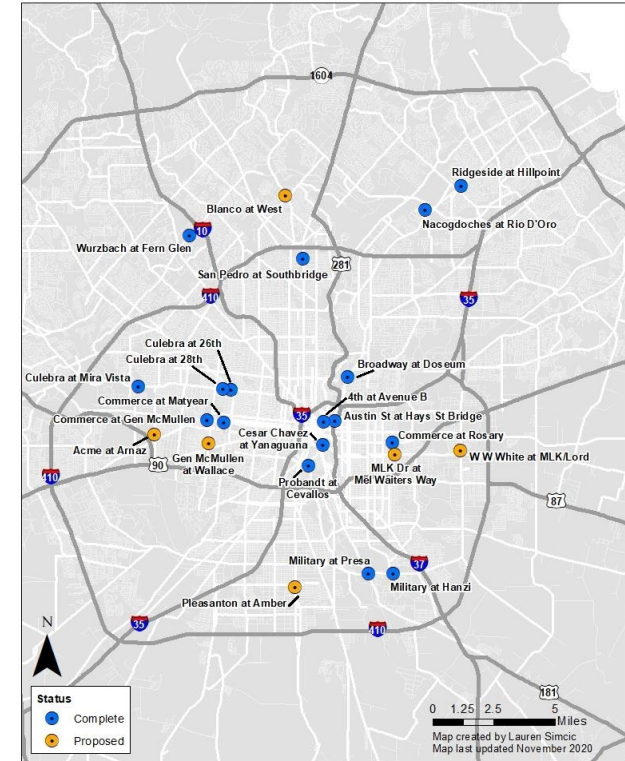 1604
Ridgeside at Hillpoint
Blanco at West
Nacogdoches at Rio D'Oro
10
Wurzbach at Fern Glen
San Pedro at Southbridge
281
410
35
Culebra at 26th
Culebra at 28th
Broadway at Doseum
Culebra at Mira Vista
4th at Avenue B
Commerce at Matyear
35
Commerce at Gen McMullen
Austin St at Hays St Bridge
Cesar Chavez
at Yanaguana
Commerce at Rosary
Acme at Arnaz
Gen McMullen
at Wallace
W W White at MLK/Lord
90
MLK Dr at
Mel Waiters Way
410
Probandt at
Cevallos
87
Military at Presa
37
Military at Hanzi
Pleasanton at Amber
35
410
N
181
Status
Complete
Proposed
0 1.25 2.5 5
Miles
Map created by Lauren Simcic
Map last updated November 2020